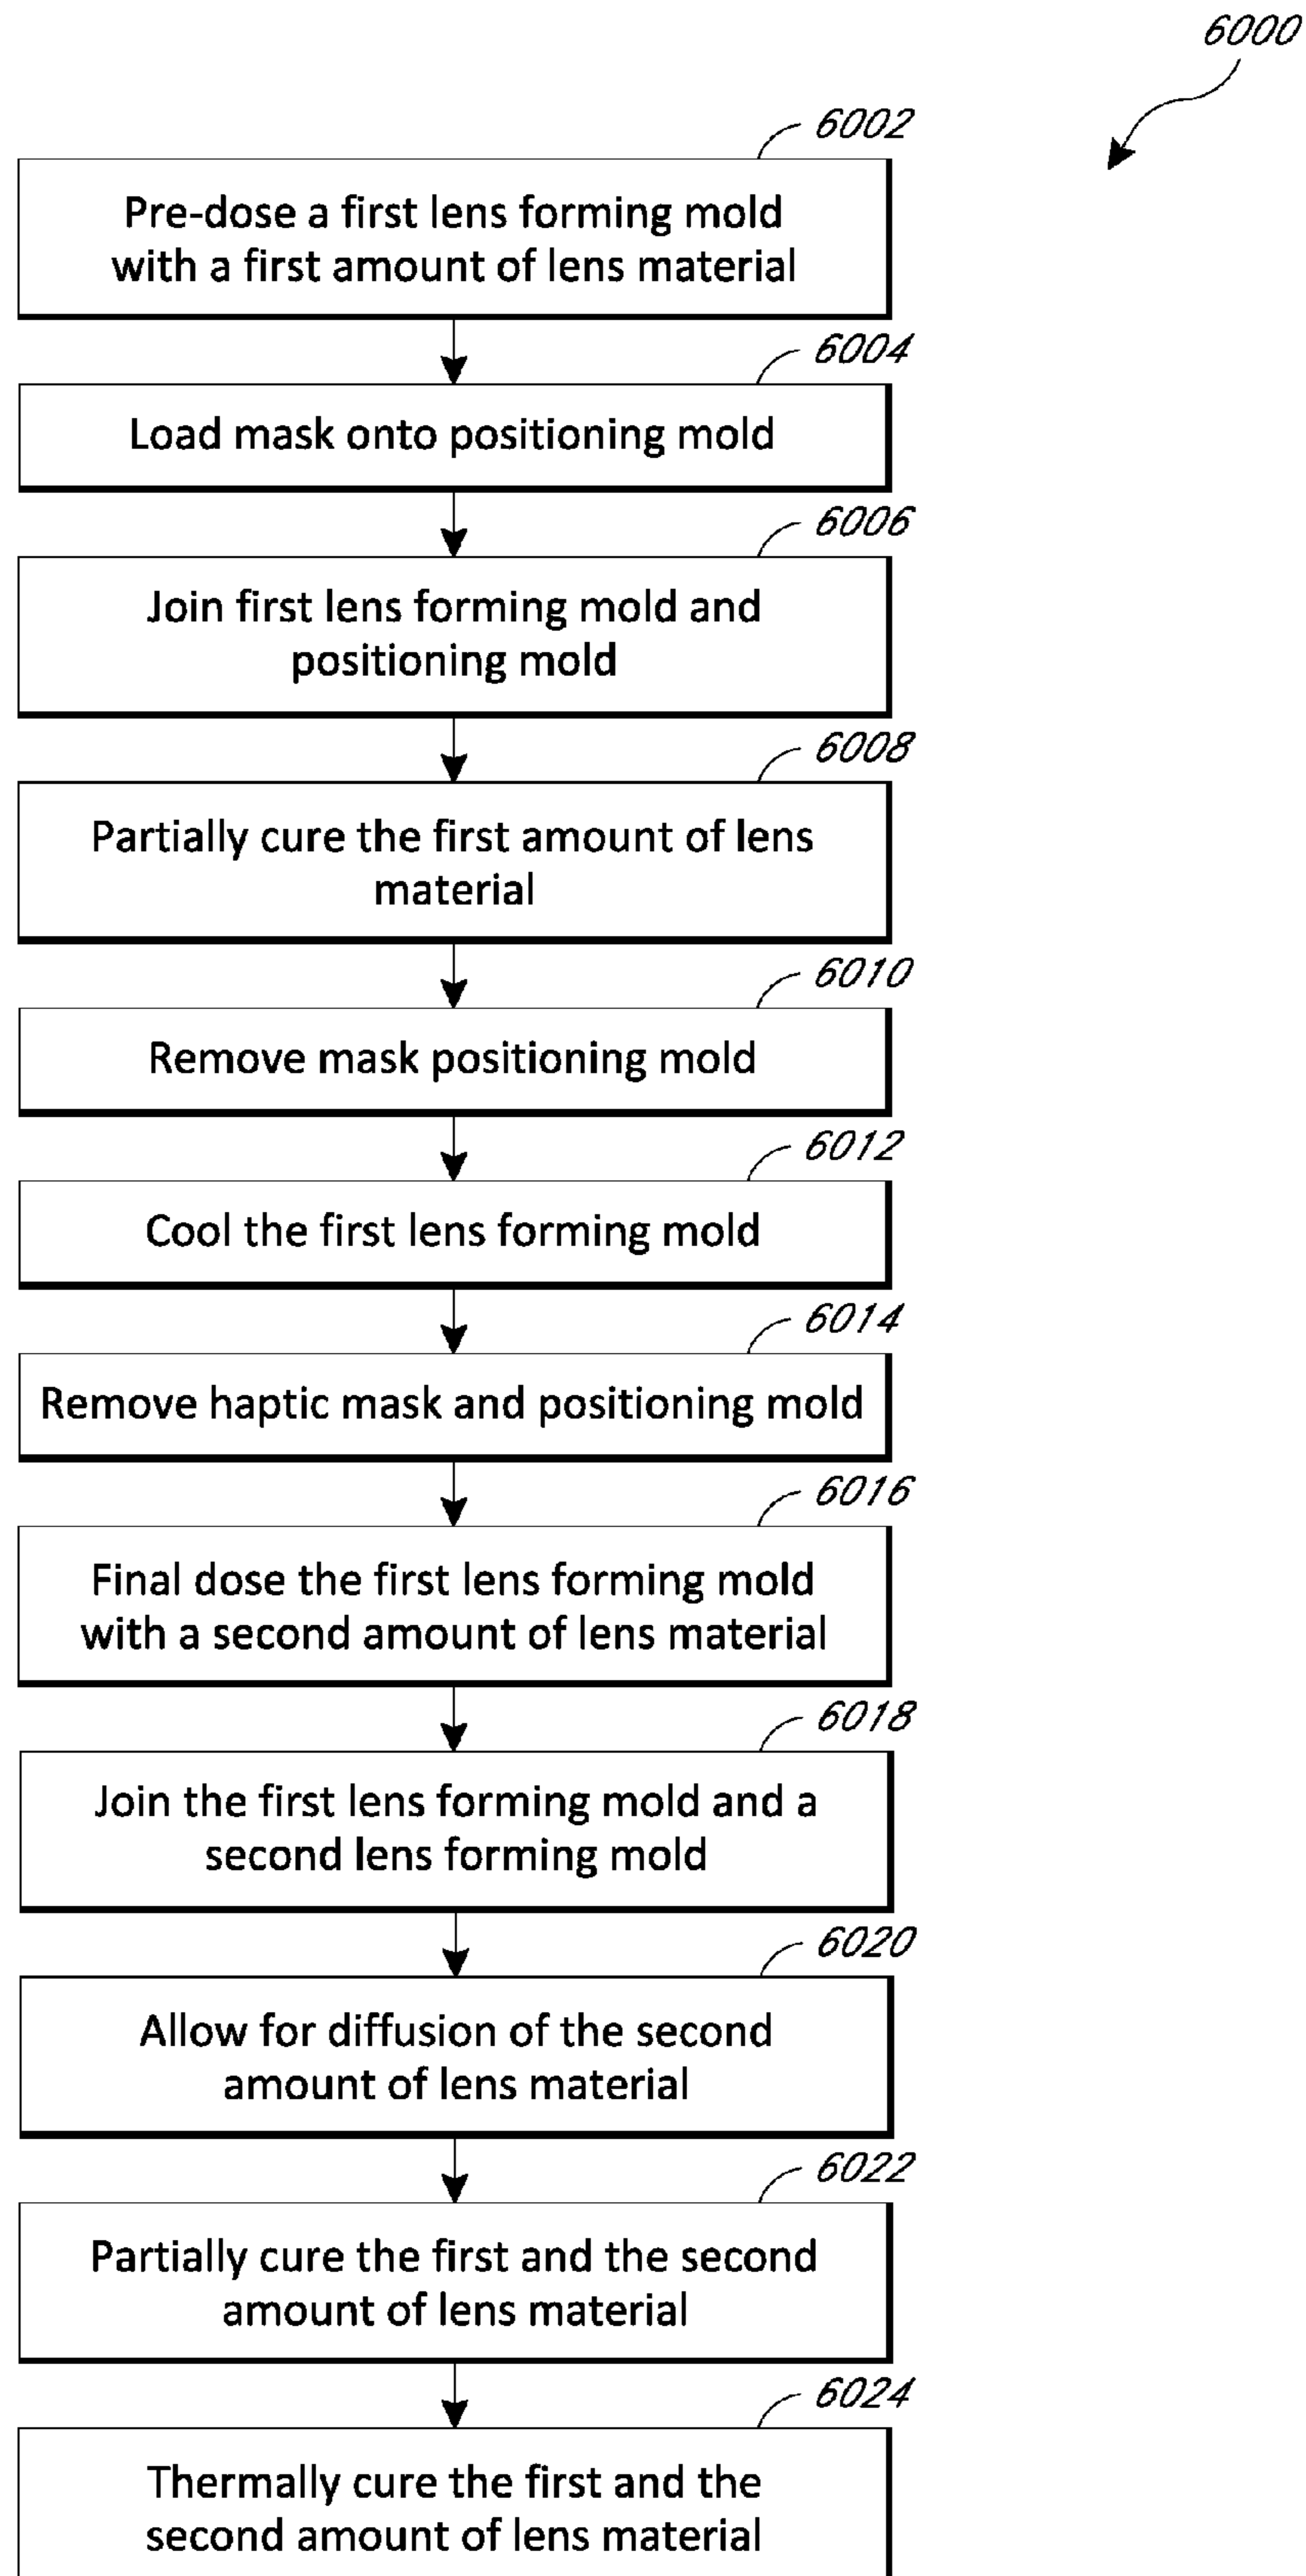 6000
6002
Pre-dose a first lens forming mold
with a first amount of lens material
6004
Load mask onto positioning mold
6006
Join first lens forming mold and
positioning mold
6008
Partially cure the first amount of lens
material
6010
Remove mask positioning mold
6012
Cool the first lens forming mold
6014
Remove haptic mask and positioning mold
6016
Final dose the first lens forming mold
with a second amount of lens material
6018
Join the first lens forming mold and a
second lens forming mold
6020
Allow for diffusion of the second
amount of lens material
6022
Partially cure the first and the second
amount of lens material
6024
Thermally cure the first and the
second amount of lens material